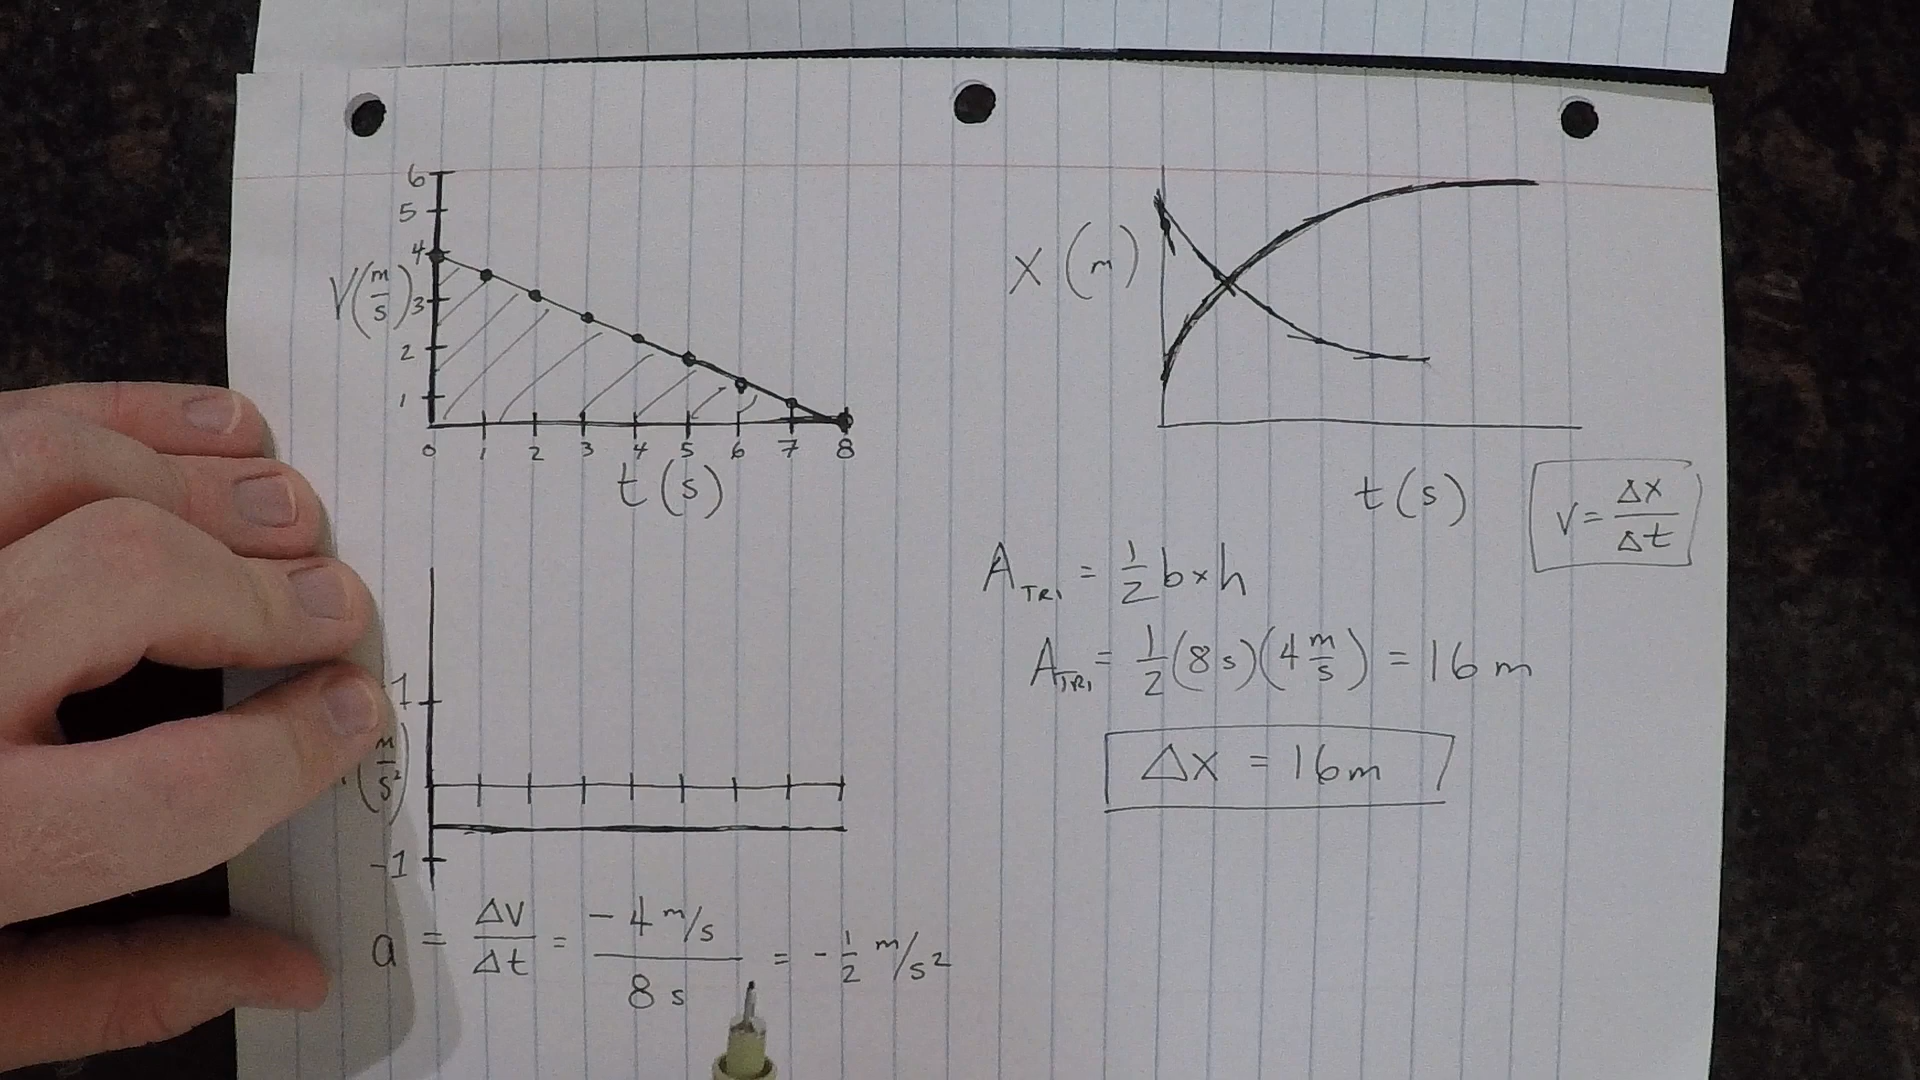 6
5
4
3
2
1
V (m/s)
0 1 2 3 4 5 6 7 8
t (s)
X (m)
t (s)
V = Δx/Δt
A_TRI = 1/2 b×h
A_TRI = 1/2 (8 s)(4 m/s) = 16 m
Δx = 16m
1
(m/s²)
-1
a = Δv/Δt = -4 m/s / 8 s = -1/2 m/s²